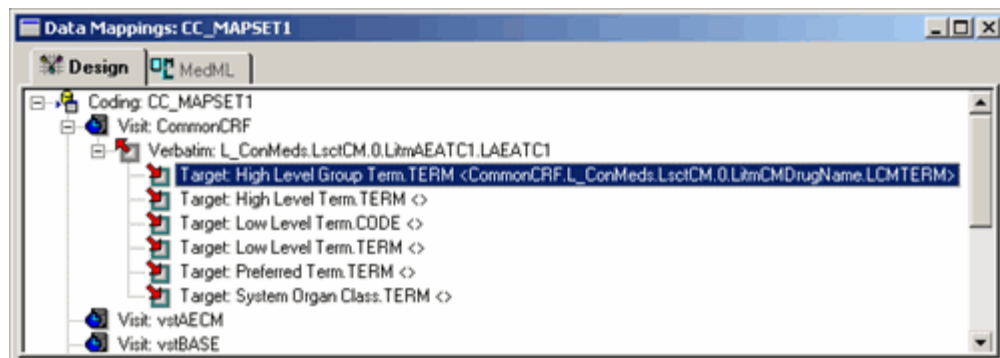 Data Mappings: CC_MAPSET1
Design MedML
Coding: CC_MAPSET1
Visit: CommonCRF
Verbatim: L_ConMeds.LsctCM.0.LitmAEATC1.LAEATC1
Target: High Level Group Term.TERM <CommonCRF.L_ConMeds.LsctCM.0.LitmCMDrugName.LCMTERM>
Target: High Level Term.TERM <>
Target: Low Level Term.CODE <>
Target: Low Level Term.TERM <>
Target: Preferred Term.TERM <>
Target: System Organ Class.TERM <>
Visit: vstAECM
Visit: vstBASE